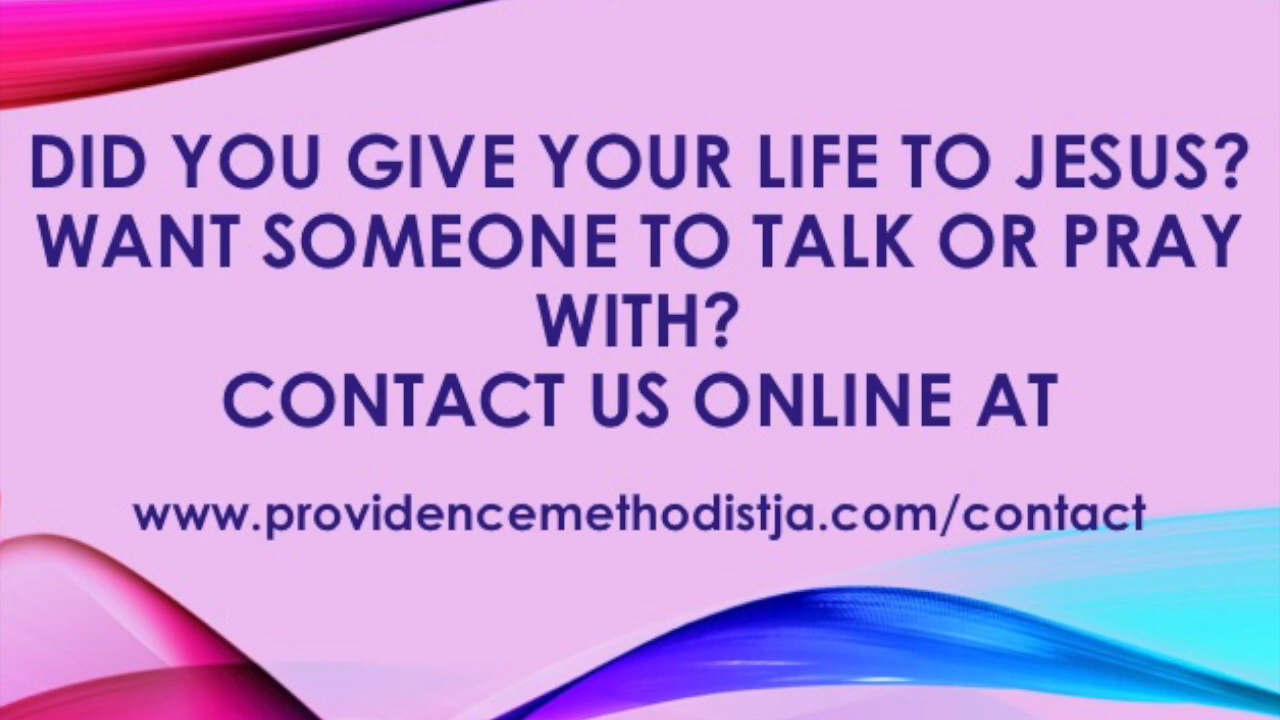 DID YOU GIVE YOUR LIFE TO JESUS?
WANT SOMEONE TO TALK OR PRAY
WITH?
CONTACT US ONLINE AT
www.providencemethodistja.com/contact